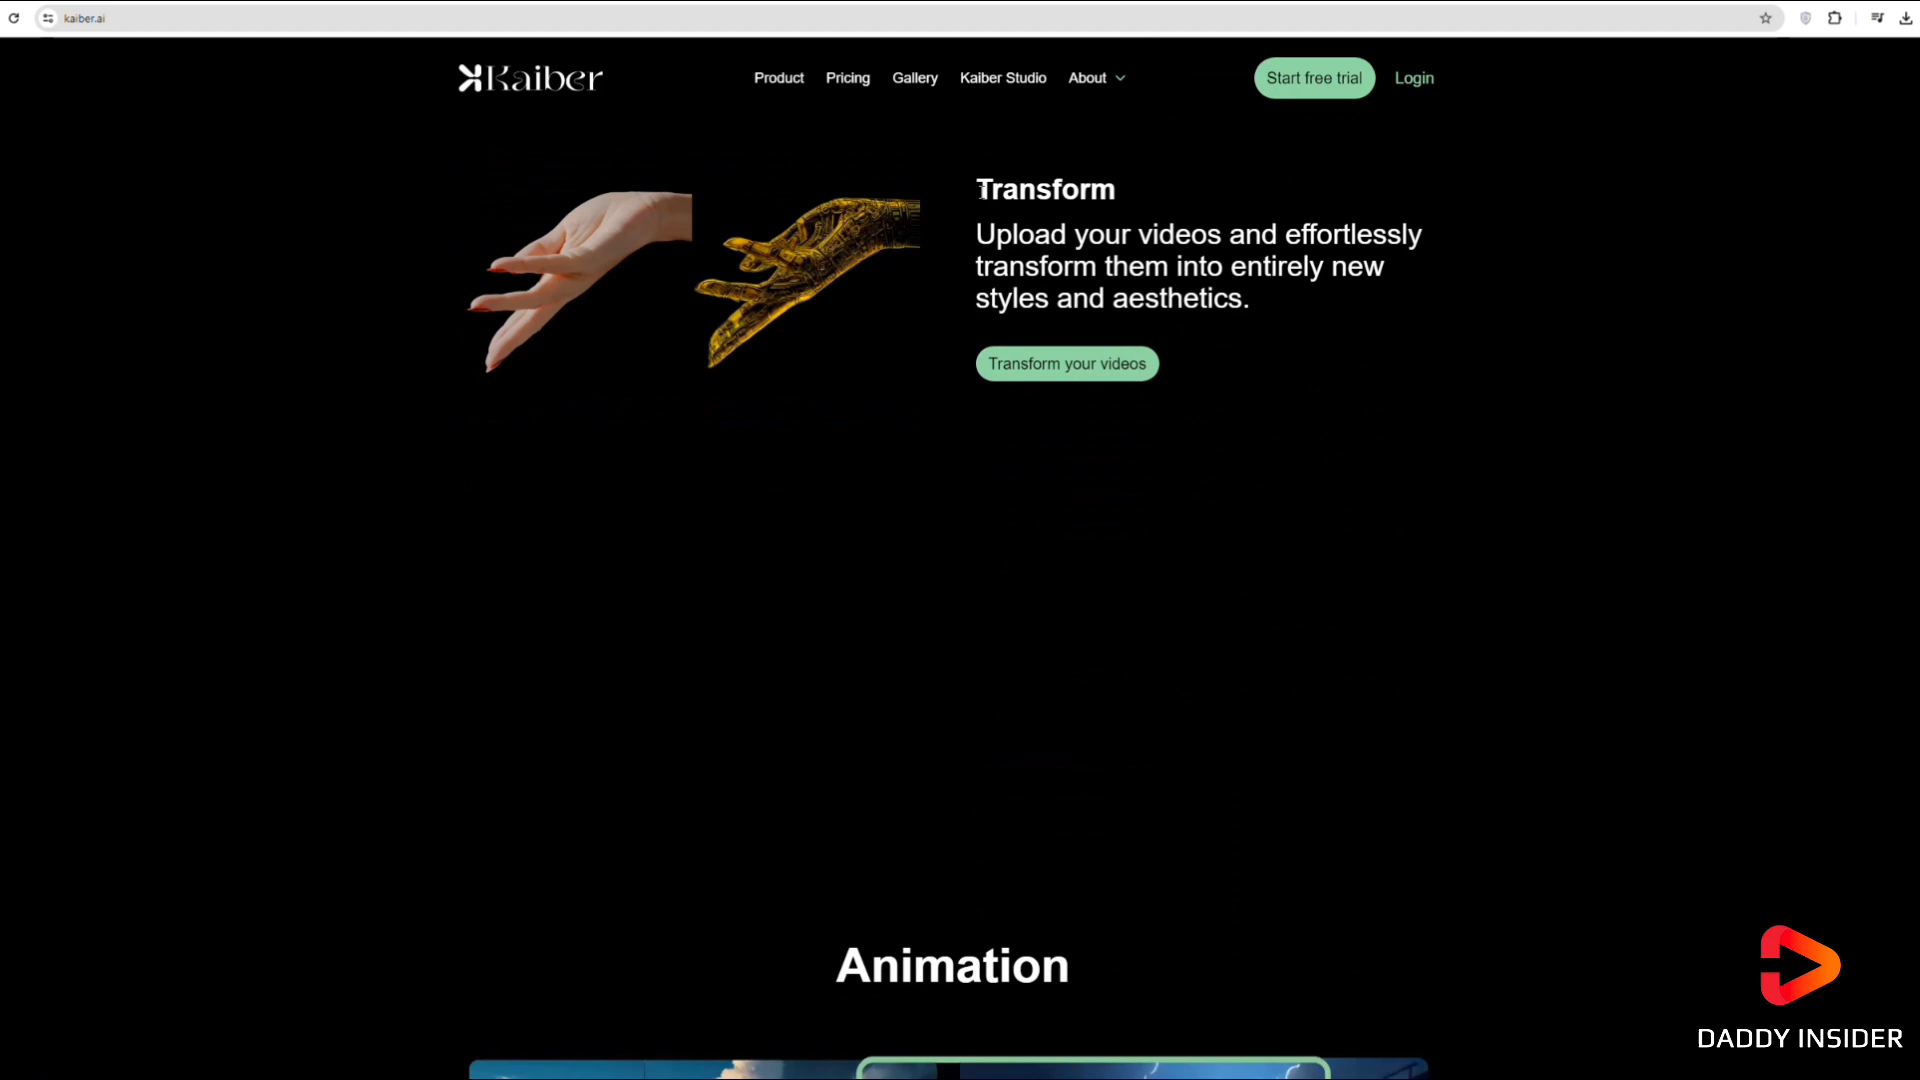 kaiber.ai
Kaiber
Product
Pricing
Gallery
Kaiber Studio
About
Start free trial
Login
Transform
Upload your videos and effortlessly
transform them into entirely new
styles and aesthetics.
Transform your videos
Animation
DADDY INSIDER